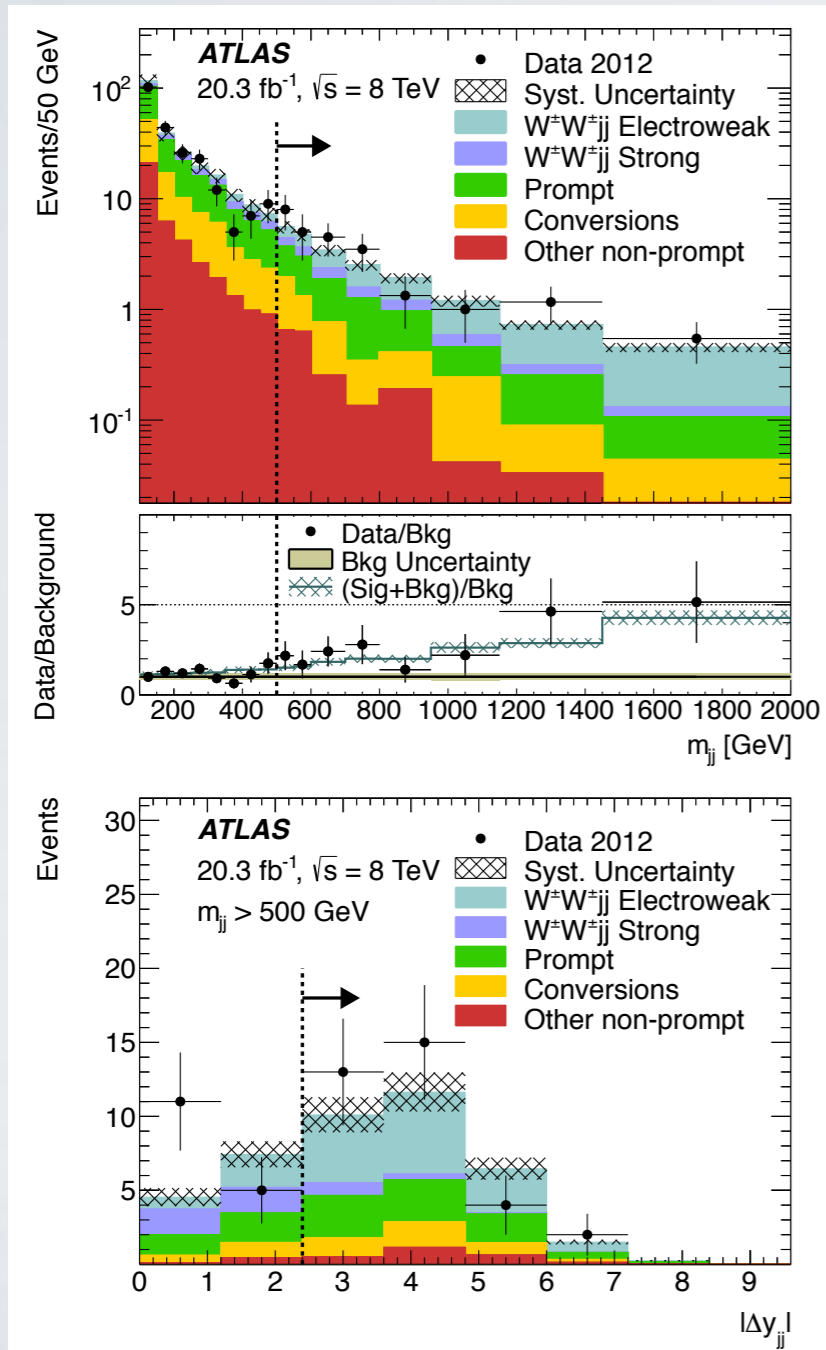 ATLAS
20.3 fb⁻¹, √s = 8 TeV
Data 2012
Syst. Uncertainty
W±W±jj Electroweak
W±W±jj Strong
Prompt
Conversions
Other non-prompt
Events/50 GeV
10²
10
1
10⁻¹
Data/Bkg
Bkg Uncertainty
(Sig+Bkg)/Bkg
Data/Background
5
0
200 400 600 800 1000 1200 1400 1600 1800 2000
m_jj [GeV]
ATLAS
20.3 fb⁻¹, √s = 8 TeV
m_jj > 500 GeV
Data 2012
Syst. Uncertainty
W±W±jj Electroweak
W±W±jj Strong
Prompt
Conversions
Other non-prompt
Events
30
25
20
15
10
5
0 1 2 3 4 5 6 7 8 9
|Δy_jj|